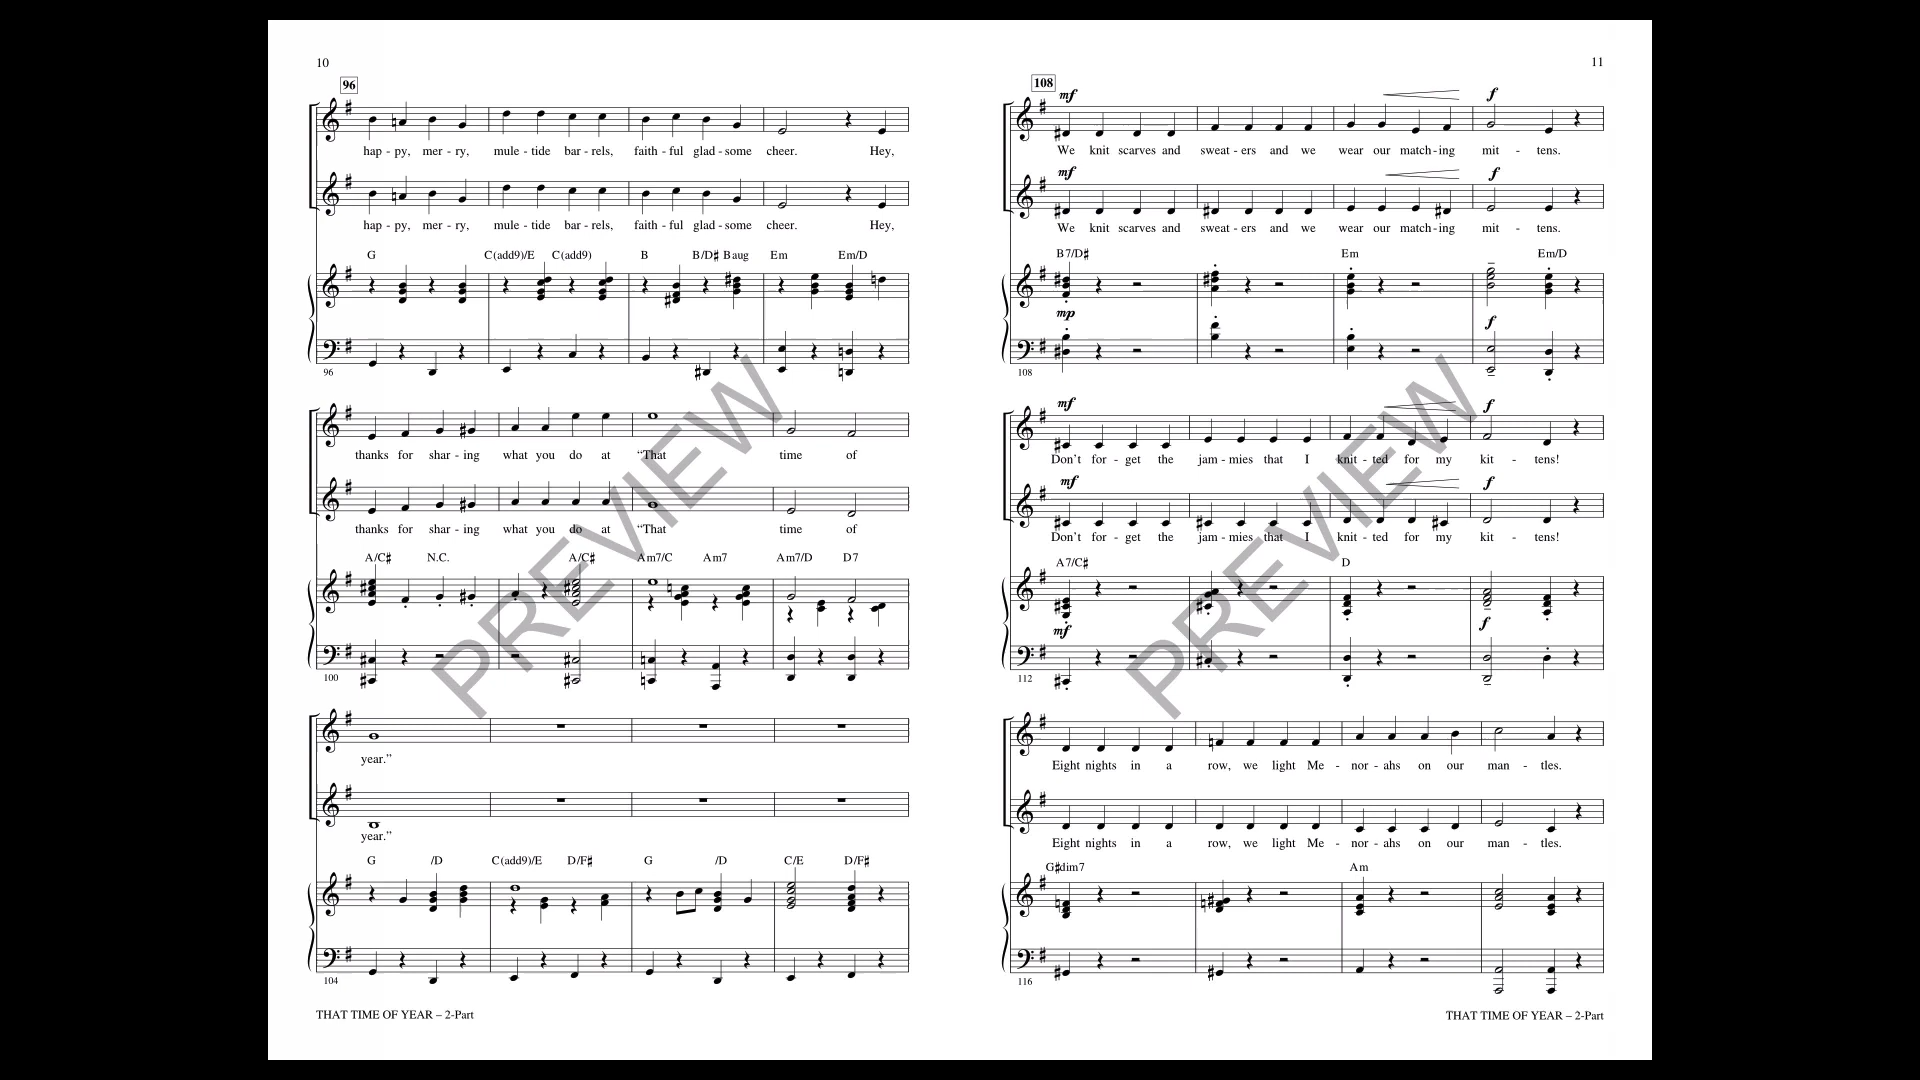 10
96
hap - py, mer - ry, mule - tide bar - rels, faith - ful glad - some cheer. Hey,
hap - py, mer - ry, mule - tide bar - rels, faith - ful glad - some cheer. Hey,
G C(add9)/E C(add9) B B/D♯ Baug Em Em/D
96
thanks for shar - ing what you do at “That time of
thanks for shar - ing what you do at “That time of
A/C♯ N.C. A/C♯ Am7/C Am7 Am7/D D7
100
year.”
year.”
G /D C(add9)/E D/F♯ G /D C/E D/F♯
104
THAT TIME OF YEAR – 2-Part
PREVIEW
11
108
mf f
We knit scarves and sweat - ers and we wear our match - ing mit - tens.
mf f
We knit scarves and sweat - ers and we wear our match - ing mit - tens.
B7/D♯ Em Em/D
mp f
108
mf f
Don’t for - get the jam - mies that I knit - ted for my kit - tens!
mf f
Don’t for - get the jam - mies that I knit - ted for my kit - tens!
A7/C♯ D
mf f
112
Eight nights in a row, we light Me - nor - ahs on our man - tles.
Eight nights in a row, we light Me - nor - ahs on our man - tles.
G♯dim7 Am
116
THAT TIME OF YEAR – 2-Part
PREVIEW